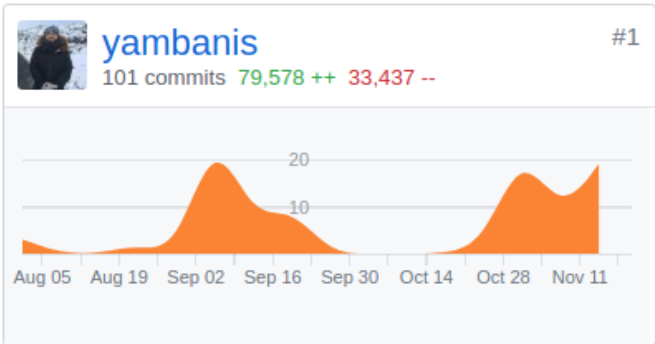 yambanis
#1
101 commits 79,578 ++ 33,437 --
20
10
Aug 05 Aug 19 Sep 02 Sep 16 Sep 30 Oct 14 Oct 28 Nov 11